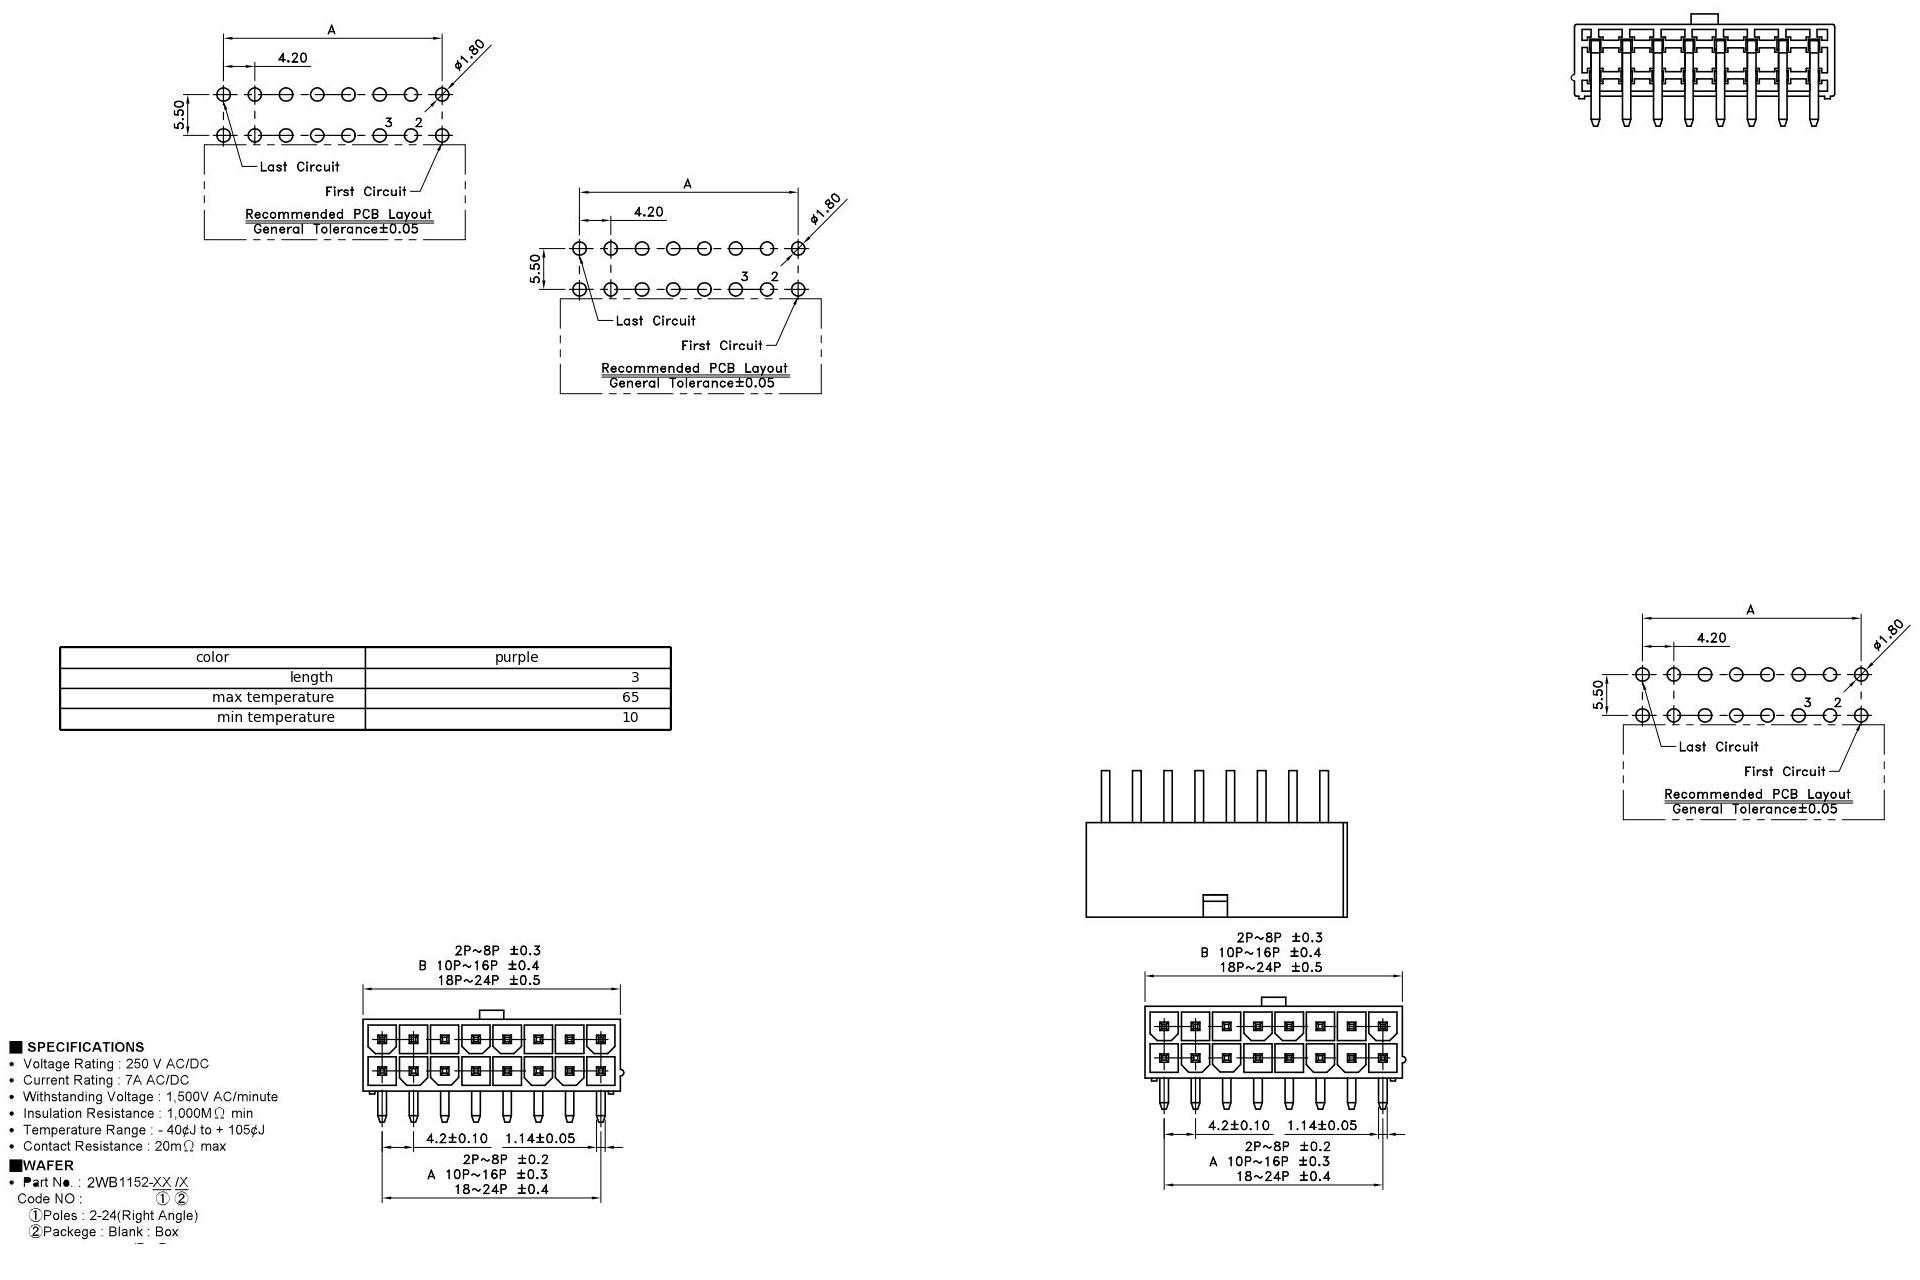 A
4.20
ø1.80
5.50
3 2
Last Circuit
First Circuit
Recommended PCB Layout
General Tolerance±0.05
A
4.20
ø1.80
5.50
3 2
Last Circuit
First Circuit
Recommended PCB Layout
General Tolerance±0.05
color purple
length 3
max temperature 65
min temperature 10
A
4.20
ø1.80
5.50
3 2
Last Circuit
First Circuit
Recommended PCB Layout
General Tolerance±0.05
2P~8P ±0.3
B 10P~16P ±0.4
18P~24P ±0.5
4.2±0.10 1.14±0.05
2P~8P ±0.2
A 10P~16P ±0.3
18~24P ±0.4
2P~8P ±0.3
B 10P~16P ±0.4
18P~24P ±0.5
4.2±0.10 1.14±0.05
2P~8P ±0.2
A 10P~16P ±0.3
18~24P ±0.4
■ SPECIFICATIONS
• Voltage Rating : 250 V AC/DC
• Current Rating : 7A AC/DC
• Withstanding Voltage : 1,500V AC/minute
• Insulation Resistance : 1,000MΩ min
• Temperature Range : - 40¢J to + 105¢J
• Contact Resistance : 20mΩ max
■WAFER
• Part No. : 2WB1152-XX /X
Code NO : ① ②
①Poles : 2-24(Right Angle)
②Packege : Blank : Box